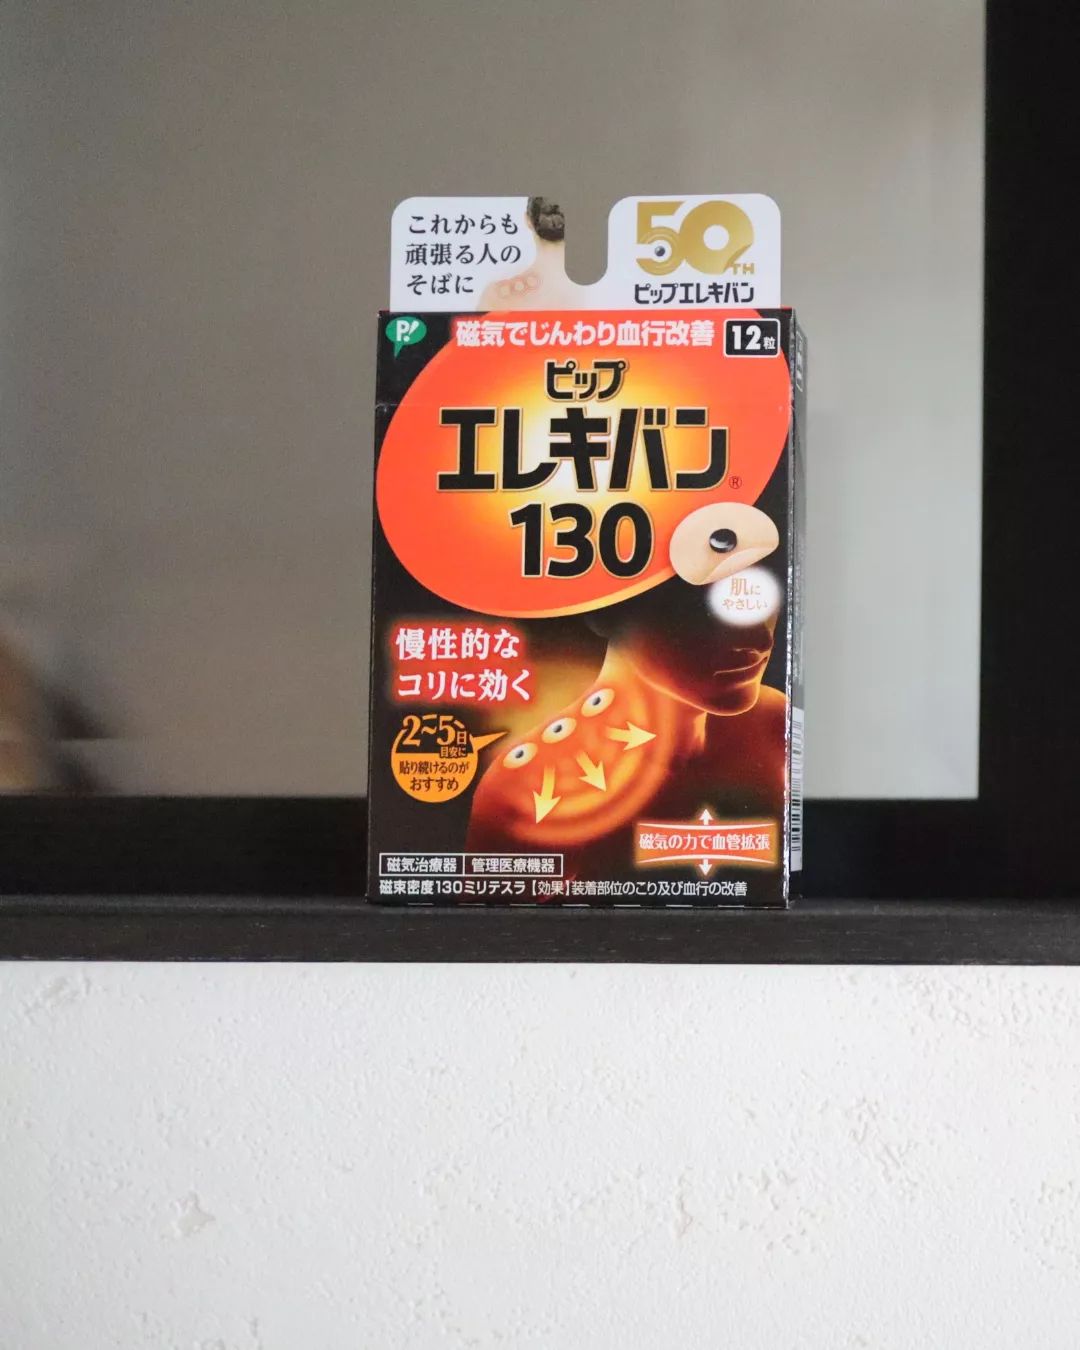 これからも
頑張る人の
そばに
50TH
ピップエレキバン
P!
磁気でじんわり血行改善
12粒
ピップ
エレキバン®
130
肌に
やさしい
慢性的な
コリに効く
2~5日
目安に
貼り続けるのが
おすすめ
磁気の力で血管拡張
磁気治療器 管理医療機器
磁束密度130ミリテスラ【効果】装着部位のこり及び血行の改善